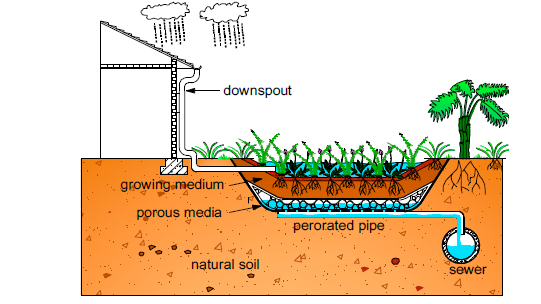 downspout
growing medium
porous media
perorated pipe
natural soil
sewer